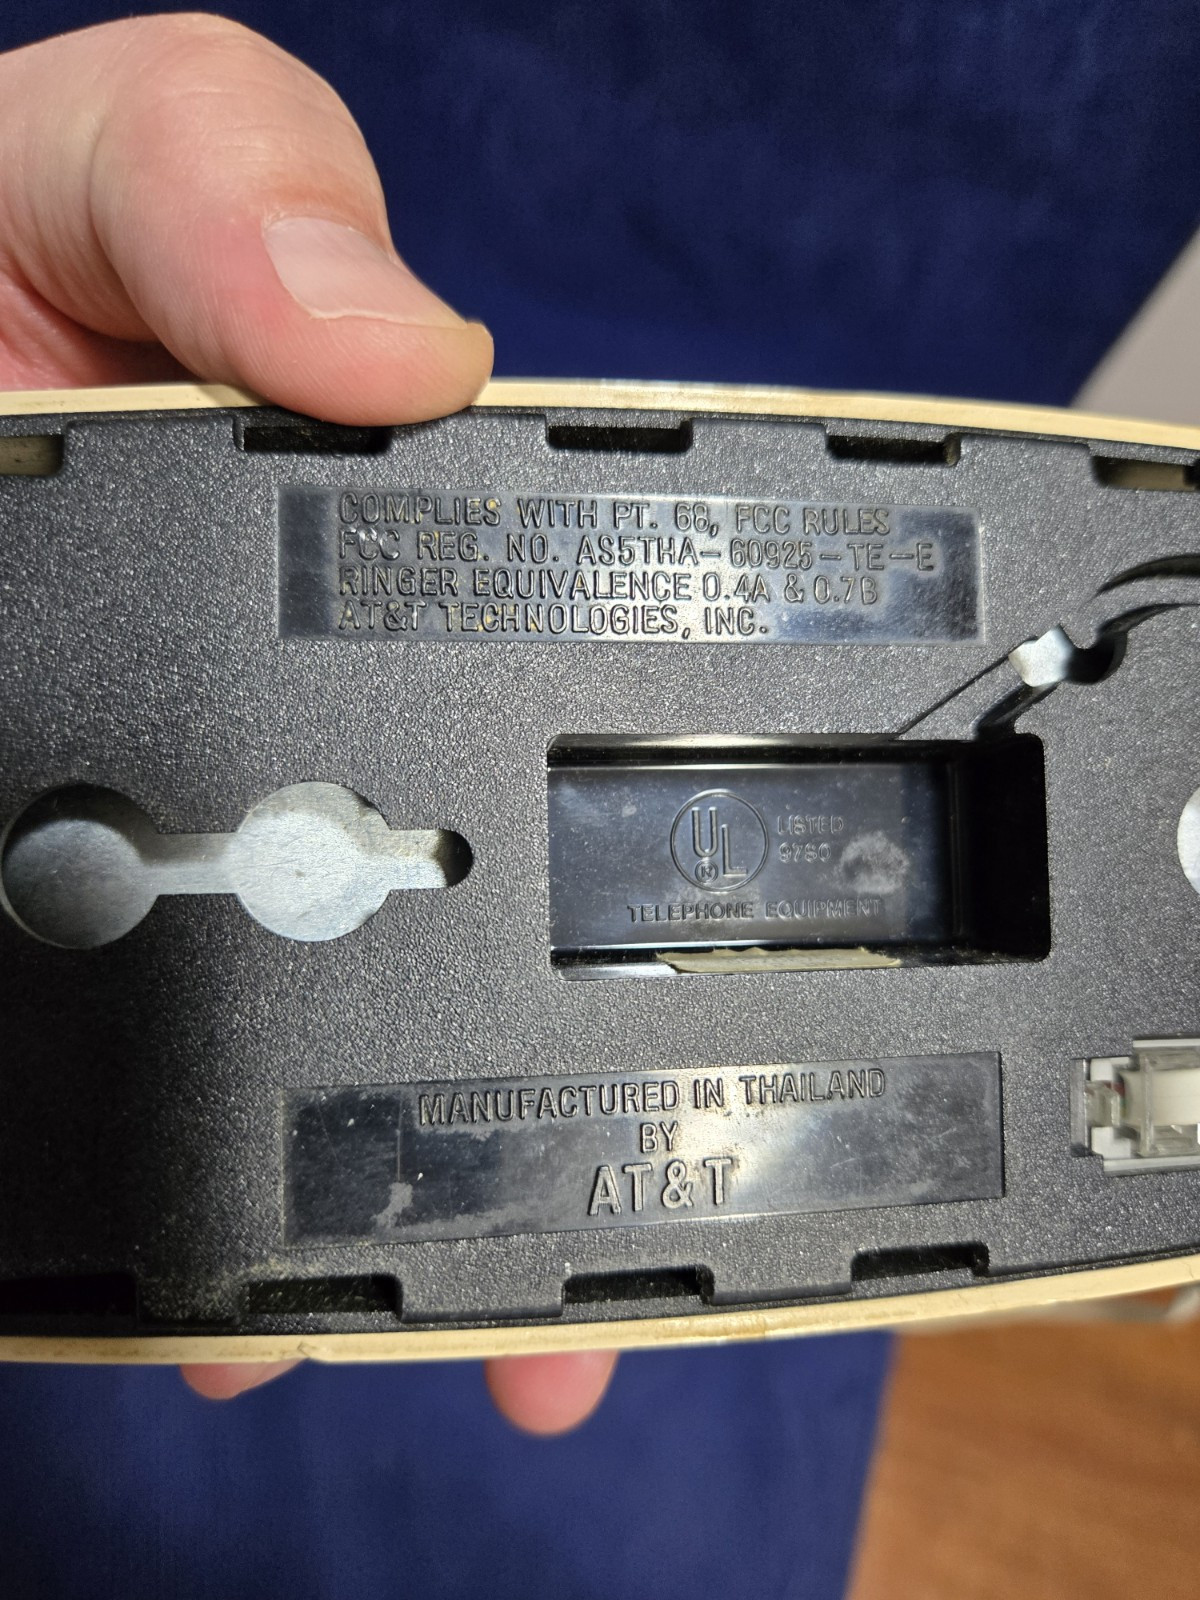 COMPLIES WITH PT. 68, FCC RULES
FCC REG. NO. AS5THA-60925-TE-E
RINGER EQUIVALENCE 0.4A & 0.7B
AT&T TECHNOLOGIES, INC.
UL
®
LISTED
978O
TELEPHONE EQUIPMENT
MANUFACTURED IN THAILAND
BY
AT&T